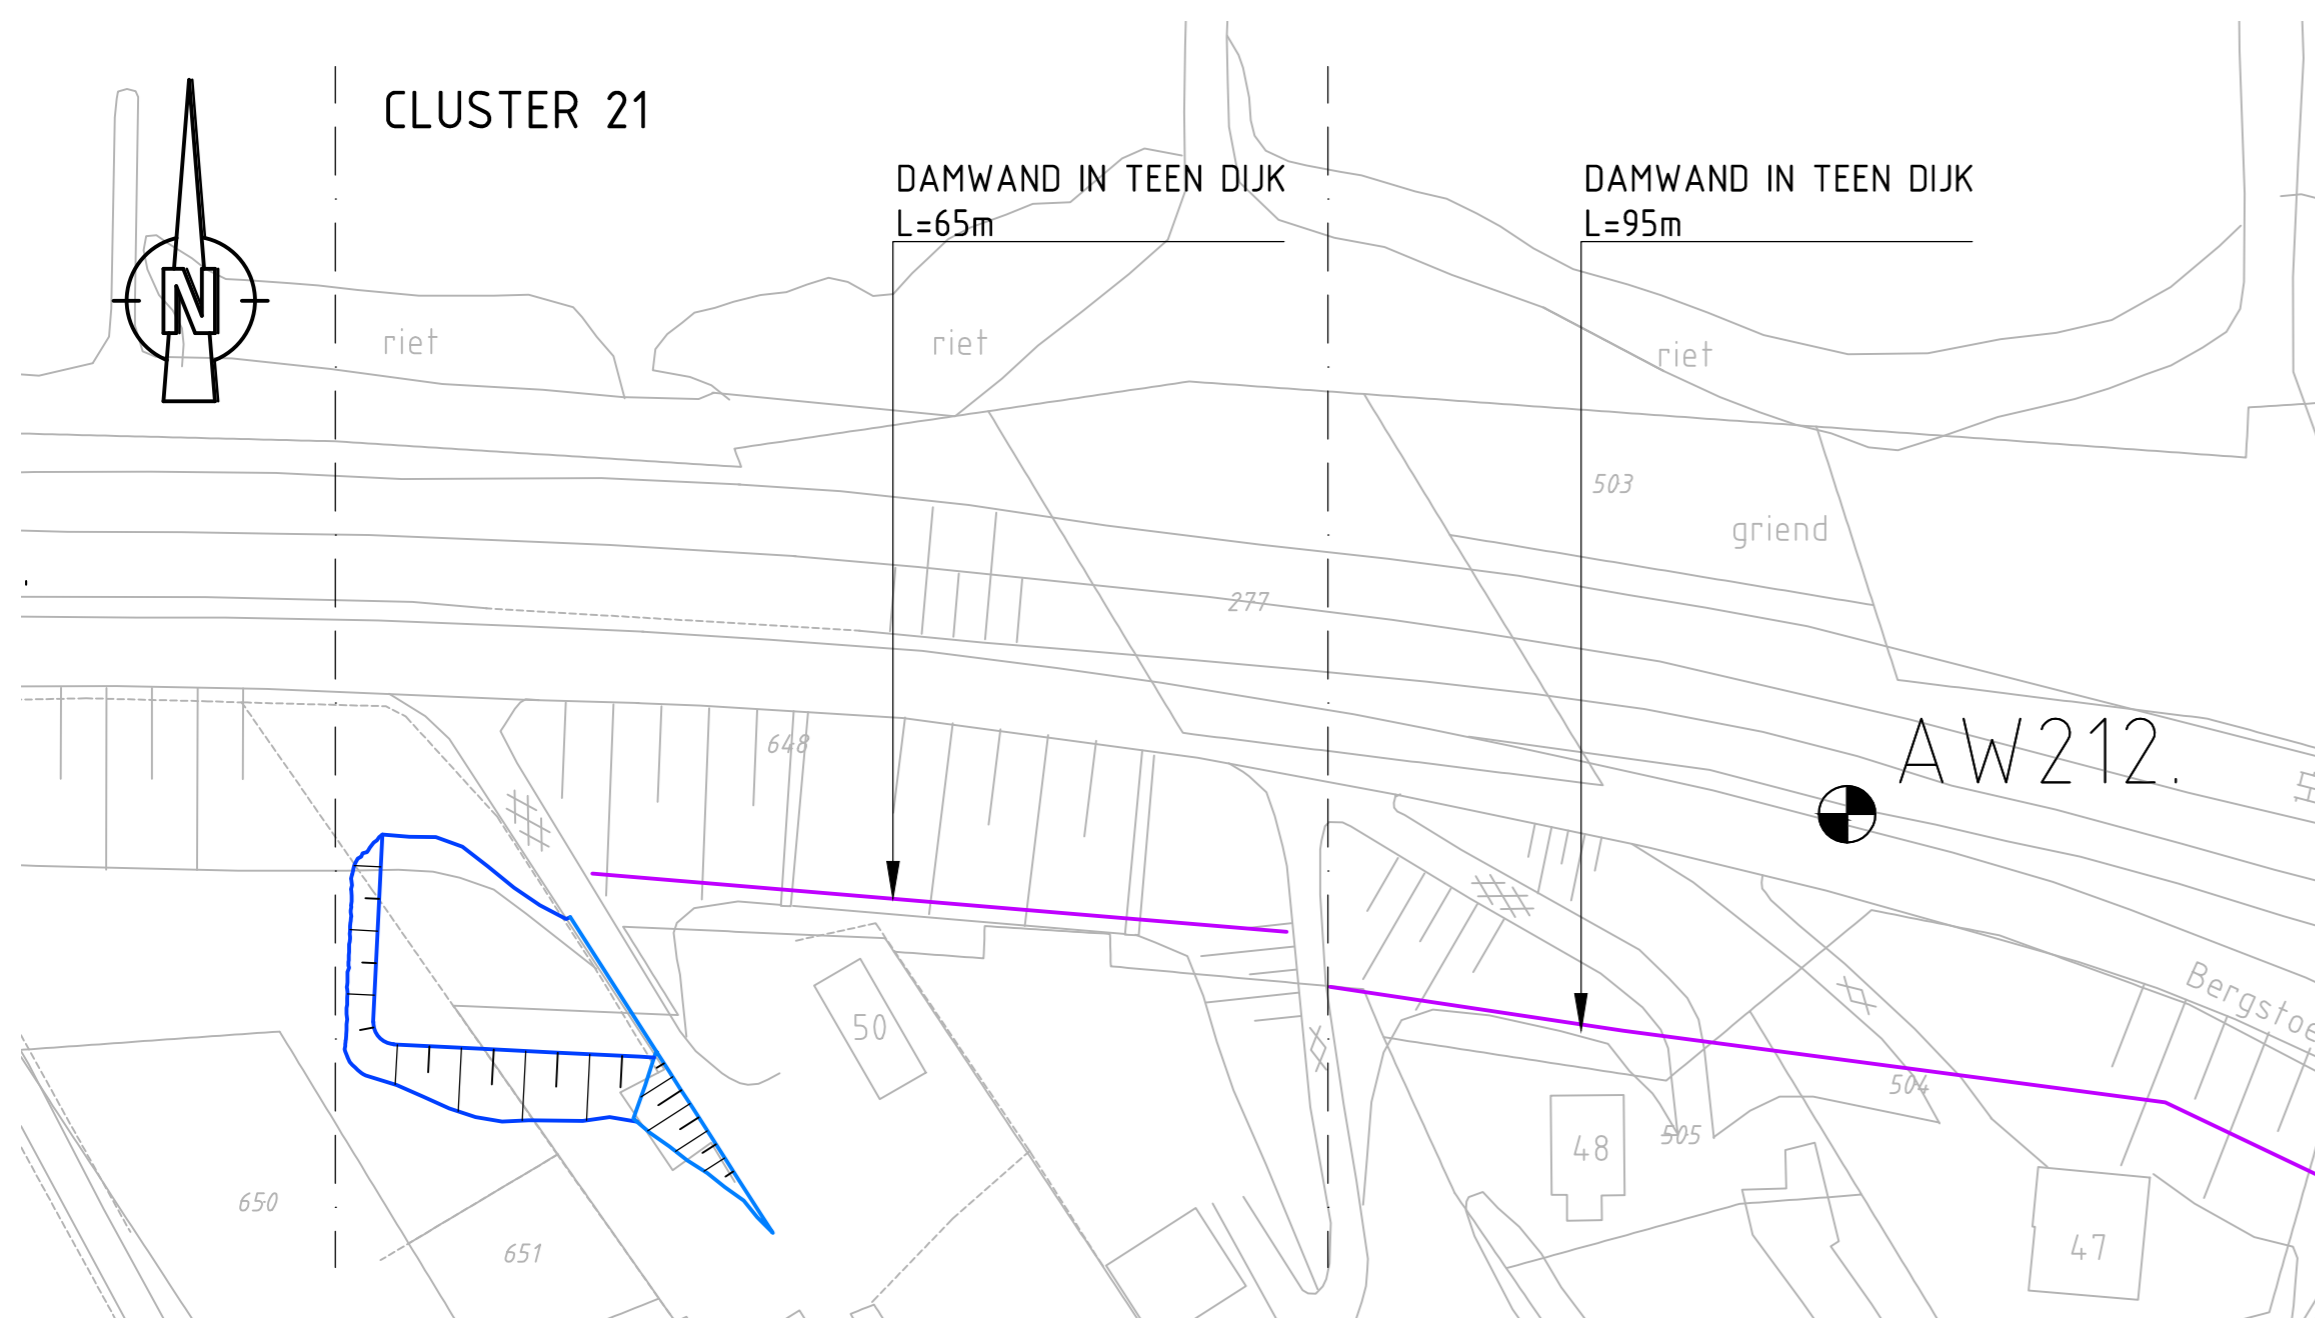 CLUSTER 21
N
DAMWAND IN TEEN DIJK
L=65m
DAMWAND IN TEEN DIJK
L=95m
riet
riet
riet
503
griend
277
648
AW212.
50
Bergstoe
504
505
48
47
650
651